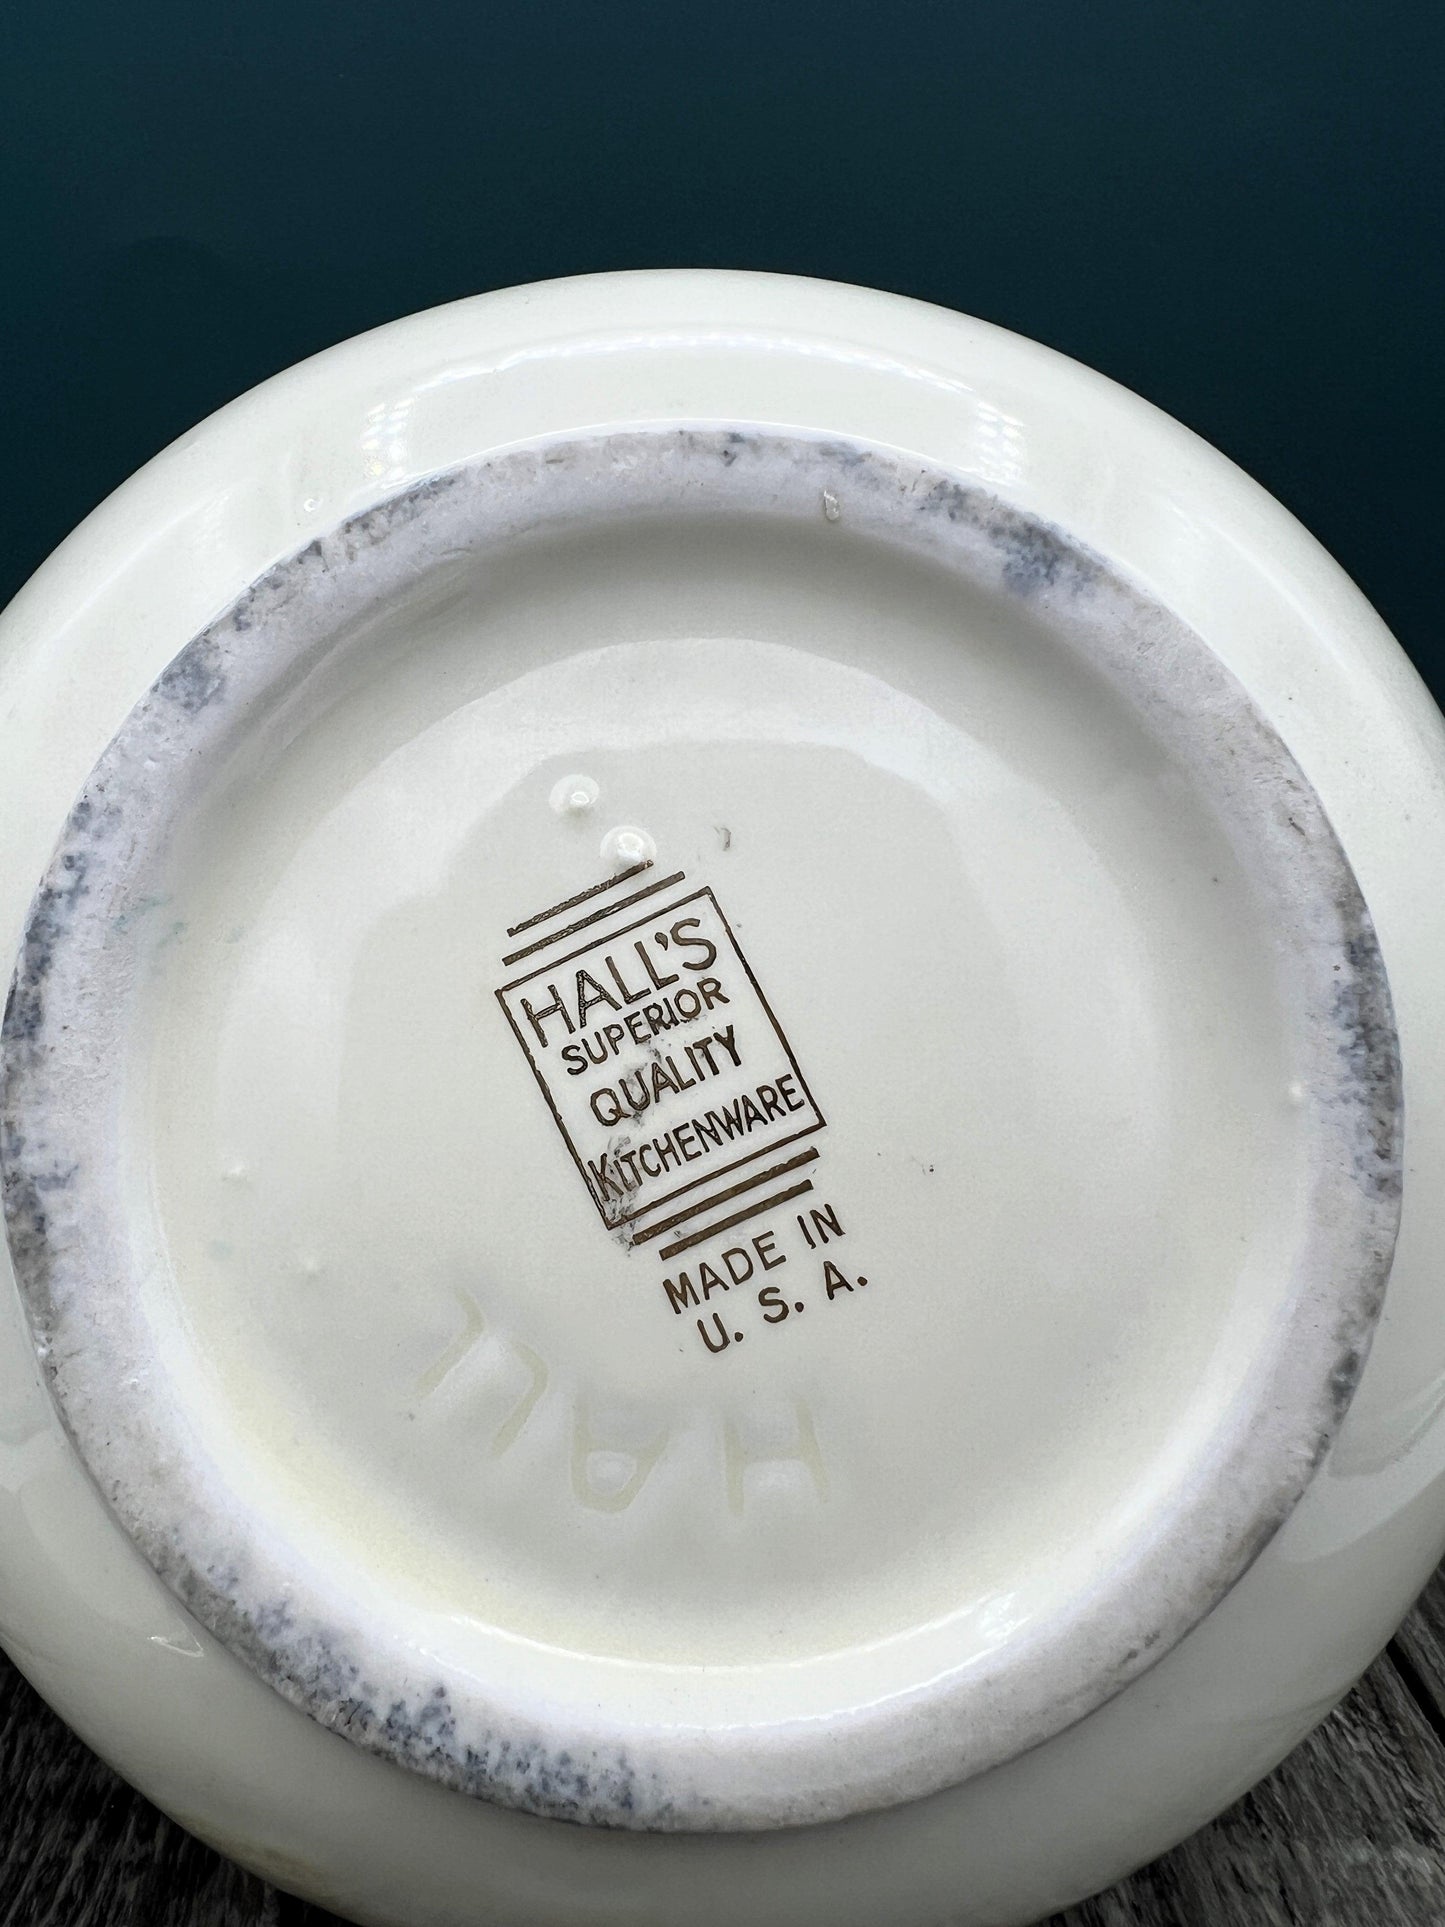 HALL'S
SUPERIOR
QUALITY
KITCHENWARE
MADE IN
U. S. A.
HALL